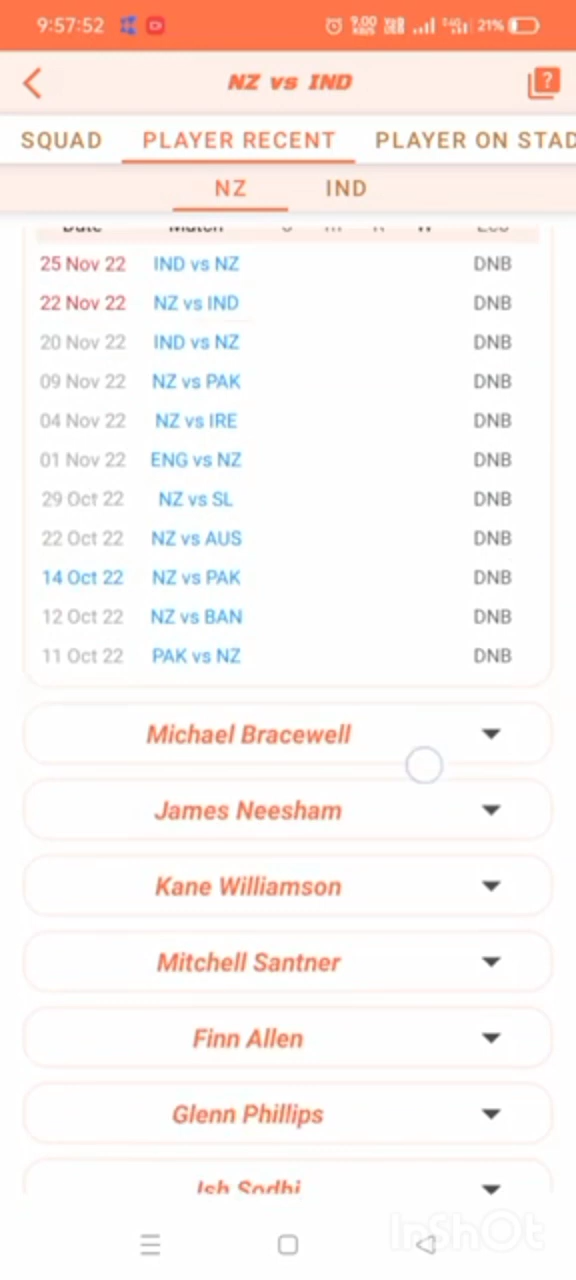 9:57:52 9.00 KB/S 21%
NZ vs IND
SQUAD PLAYER RECENT PLAYER ON STAD
NZ IND
Date Match
25 Nov 22 IND vs NZ DNB
22 Nov 22 NZ vs IND DNB
20 Nov 22 IND vs NZ DNB
09 Nov 22 NZ vs PAK DNB
04 Nov 22 NZ vs IRE DNB
01 Nov 22 ENG vs NZ DNB
29 Oct 22 NZ vs SL DNB
22 Oct 22 NZ vs AUS DNB
14 Oct 22 NZ vs PAK DNB
12 Oct 22 NZ vs BAN DNB
11 Oct 22 PAK vs NZ DNB
Michael Bracewell
James Neesham
Kane Williamson
Mitchell Santner
Finn Allen
Glenn Phillips
Ish Sodhi
InShOt